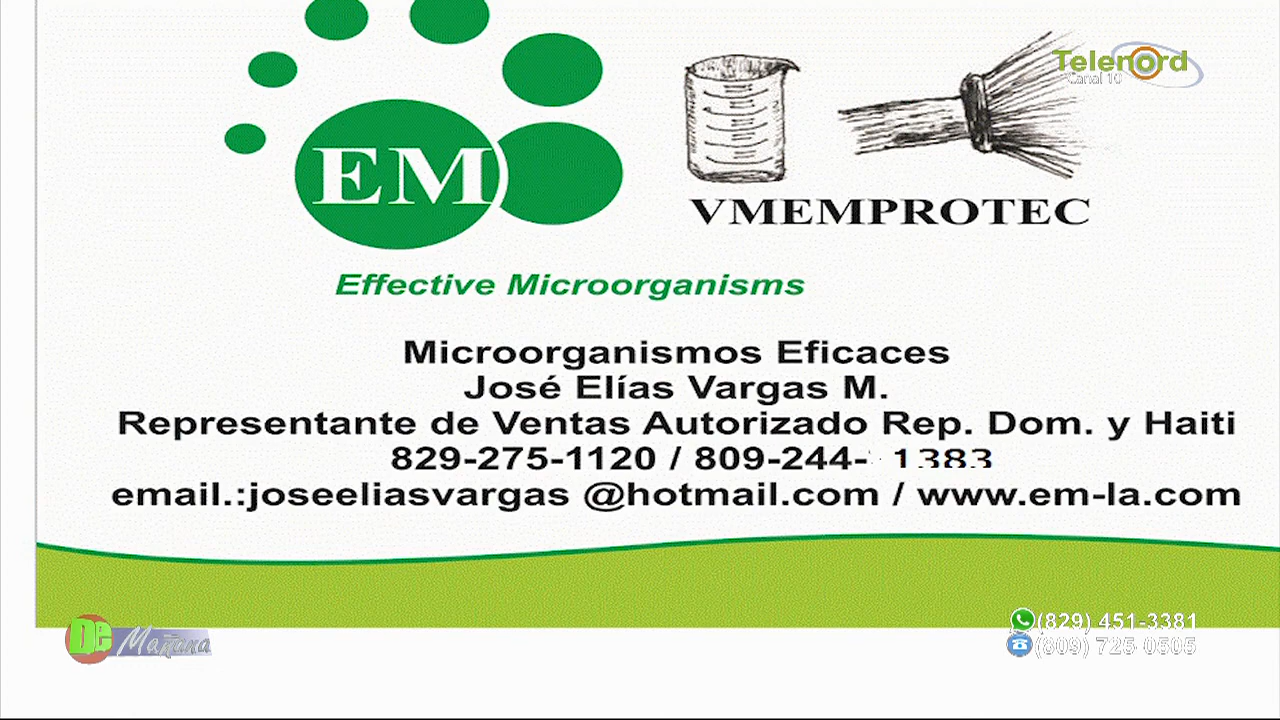 Telenord
Canal 10
EM
VMEMPROTEC
Effective Microorganisms
Microorganismos Eficaces
José Elías Vargas M.
Representante de Ventas Autorizado Rep. Dom. y Haiti
829-275-1120 / 809-244- 1383
email.:joseeliasvargas @hotmail.com / www.em-la.com
De Mañana
(829) 451-3381
(809) 725-0505